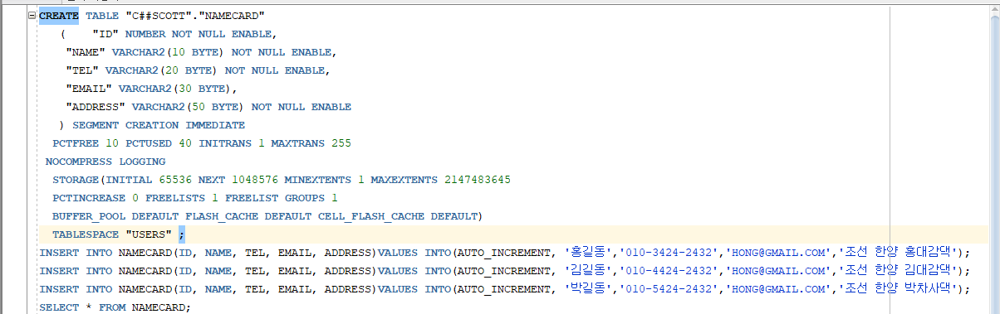 CREATE TABLE "C##SCOTT"."NAMECARD"
( "ID" NUMBER NOT NULL ENABLE,
"NAME" VARCHAR2(10 BYTE) NOT NULL ENABLE,
"TEL" VARCHAR2(20 BYTE) NOT NULL ENABLE,
"EMAIL" VARCHAR2(30 BYTE),
"ADDRESS" VARCHAR2(50 BYTE) NOT NULL ENABLE
) SEGMENT CREATION IMMEDIATE
PCTFREE 10 PCTUSED 40 INITRANS 1 MAXTRANS 255
NOCOMPRESS LOGGING
STORAGE(INITIAL 65536 NEXT 1048576 MINEXTENTS 1 MAXEXTENTS 2147483645
PCTINCREASE 0 FREELISTS 1 FREELIST GROUPS 1
BUFFER_POOL DEFAULT FLASH_CACHE DEFAULT CELL_FLASH_CACHE DEFAULT)
TABLESPACE "USERS" ;
INSERT INTO NAMECARD(ID, NAME, TEL, EMAIL, ADDRESS)VALUES INTO(AUTO_INCREMENT, '홍길동','010-3424-2432','HONG@GMAIL.COM','조선 한양 홍대감댁');
INSERT INTO NAMECARD(ID, NAME, TEL, EMAIL, ADDRESS)VALUES INTO(AUTO_INCREMENT, '김길동','010-4424-2432','HONG@GMAIL.COM','조선 한양 김대감댁');
INSERT INTO NAMECARD(ID, NAME, TEL, EMAIL, ADDRESS)VALUES INTO(AUTO_INCREMENT, '박길동','010-5424-2432','HONG@GMAIL.COM','조선 한양 박차사댁');
SELECT * FROM NAMECARD;